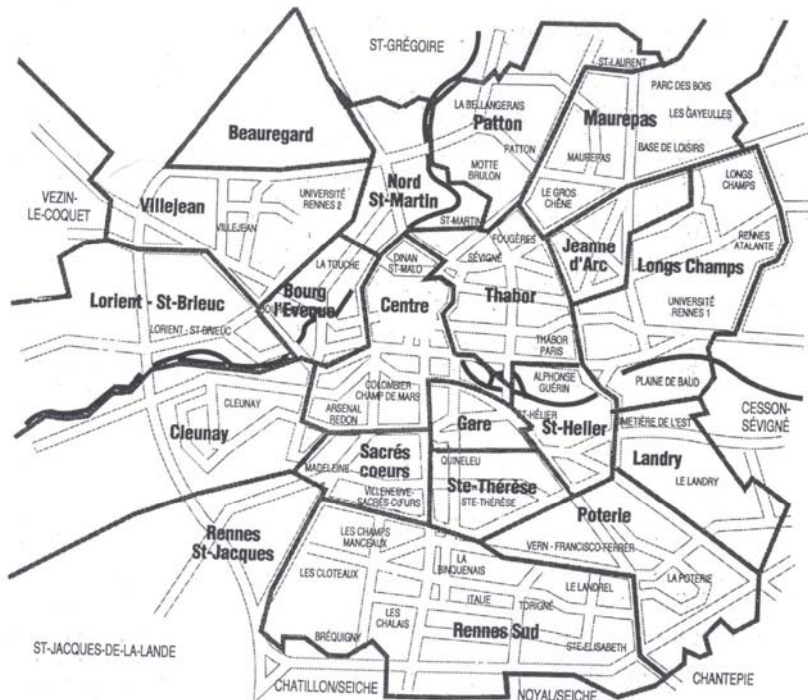 ST-GRÉGOIRE
ST-LAURENT
PARC DES BOIS
LA BELLANGERAIS
Maurepas
LES GAYEULLES
Beauregard
Patton
PATTON
MAUREPAS
BASE DE LOISIRS
MOTTE
BRULON
LONGS
CHAMPS
VEZIN-
LE-COQUET
Villejean
UNIVERSITÉ
RENNES 2
Nord
St-Martin
LE GROS
CHÊNE
VILLEJEAN
ST-MARTIN
FOUGÈRES
Jeanne
d'Arc
RENNES
ATALANTE
LA TOUCHE
DINAN
ST-MALO
SÉVIGNÉ
Longs Champs
Lorient - St-Brieuc
Bourg
l'Eveque
Centre
Thabor
UNIVERSITÉ
RENNES 1
LORIENT - ST-BRIEUC
THABOR
PARIS
ALPHONSE
GUÉRIN
PLAINE DE BAUD
COLOMBIER
CHAMP DE MARS
CLEUNAY
ARSENAL
REDON
ST-HÉLIER
CESSON-
SÉVIGNÉ
Gare
St-Helier
IMETIÈRE DE L'EST
Cleunay
Sacrés
coeurs
MADELEINE
QUINELEU
Landry
LE LANDRY
VILLENEUVE-
SACRÉS-CŒURS
Ste-Thérèse
STE-THÉRÈSE
Poterie
Rennes
St-Jacques
LES CHAMPS
MANCEAUX
VERN - FRANCISCO-FERRER
LA
BINQUENAIS
LES CLOTEAUX
LE LANDREL
LA POTERIE
ITALIE
TORIGNÉ
LES
CHALAIS
Rennes Sud
BRÉQUIGNY
STE-ELISABETH
ST-JACQUES-DE-LA-LANDE
CHATILLON/SEICHE
NOYAL/SEICHE
CHANTEPIE